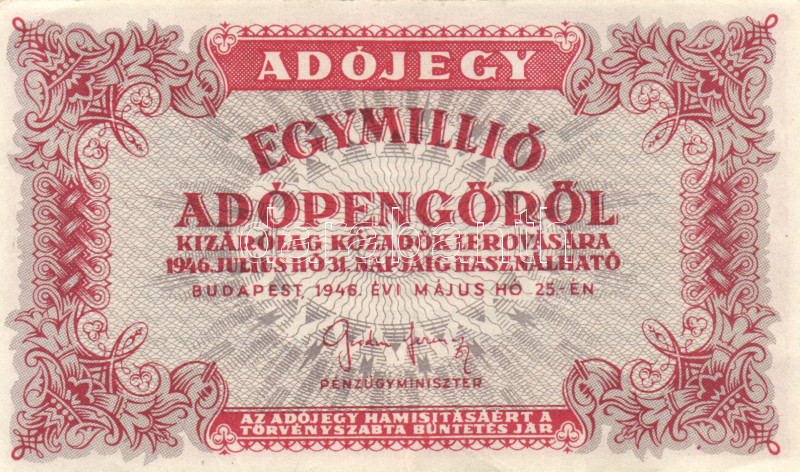 ADÓJEGY
EGYMILLIÓ
ADÓPENGŐRŐL
KIZÁRÓLAG KÖZADÓK LEROVÁSÁRA
1946. JULIUS HÓ 31. NAPJÁIG HASZNÁLHATÓ
BUDAPEST, 1946. ÉVI MÁJUS HÓ 25.-ÉN
PÉNZÜGYMINISZTER
AZ ADÓJEGY HAMISITÁSÁÉRT A
TÖRVÉNYSZABTA BÜNTETÉS JÁR
darabanth